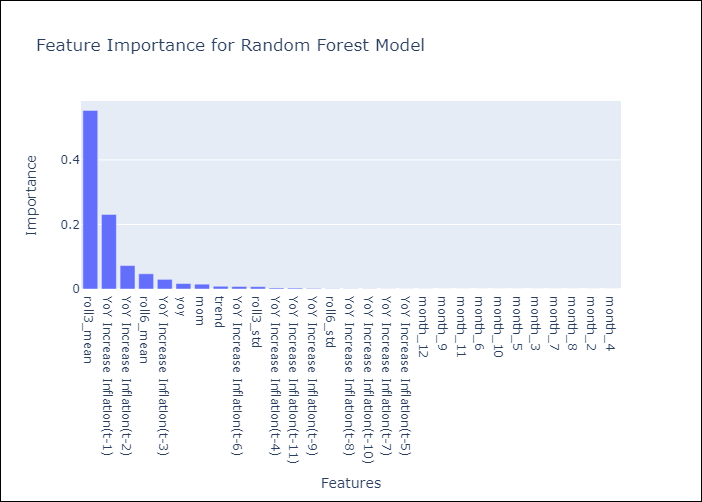 Feature Importance for Random Forest Model
Importance
0.4
0.2
0
roll3_mean
YoY Increase Inflation(t-1)
YoY Increase Inflation(t-2)
roll6_mean
YoY Increase Inflation(t-3)
yoy
mom
trend
YoY Increase Inflation(t-6)
roll3_std
YoY Increase Inflation(t-4)
YoY Increase Inflation(t-11)
YoY Increase Inflation(t-9)
roll6_std
YoY Increase Inflation(t-8)
YoY Increase Inflation(t-10)
YoY Increase Inflation(t-7)
YoY Increase Inflation(t-5)
month_12
month_9
month_11
month_6
month_10
month_5
month_3
month_7
month_8
month_2
month_4
Features